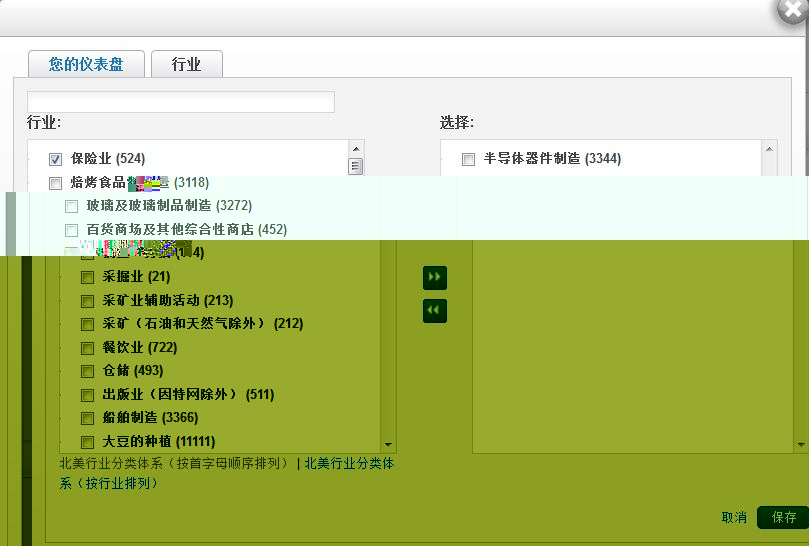 您的仪表盘 行业
行业:
选择:
保险业 (524)
半导体器件制造 (3344)
焙烤食品 (3118)
玻璃及玻璃制品制造 (3272)
百货商场及其他综合性商店 (452)
采掘业 (21)
采矿业辅助活动 (213)
采矿（石油和天然气除外） (212)
餐饮业 (722)
仓储 (493)
出版业（因特网除外） (511)
船舶制造 (3366)
大豆的种植 (11111)
北美行业分类体系（按首字母顺序排列） | 北美行业分类体
系（按行业排列）
取消 保存